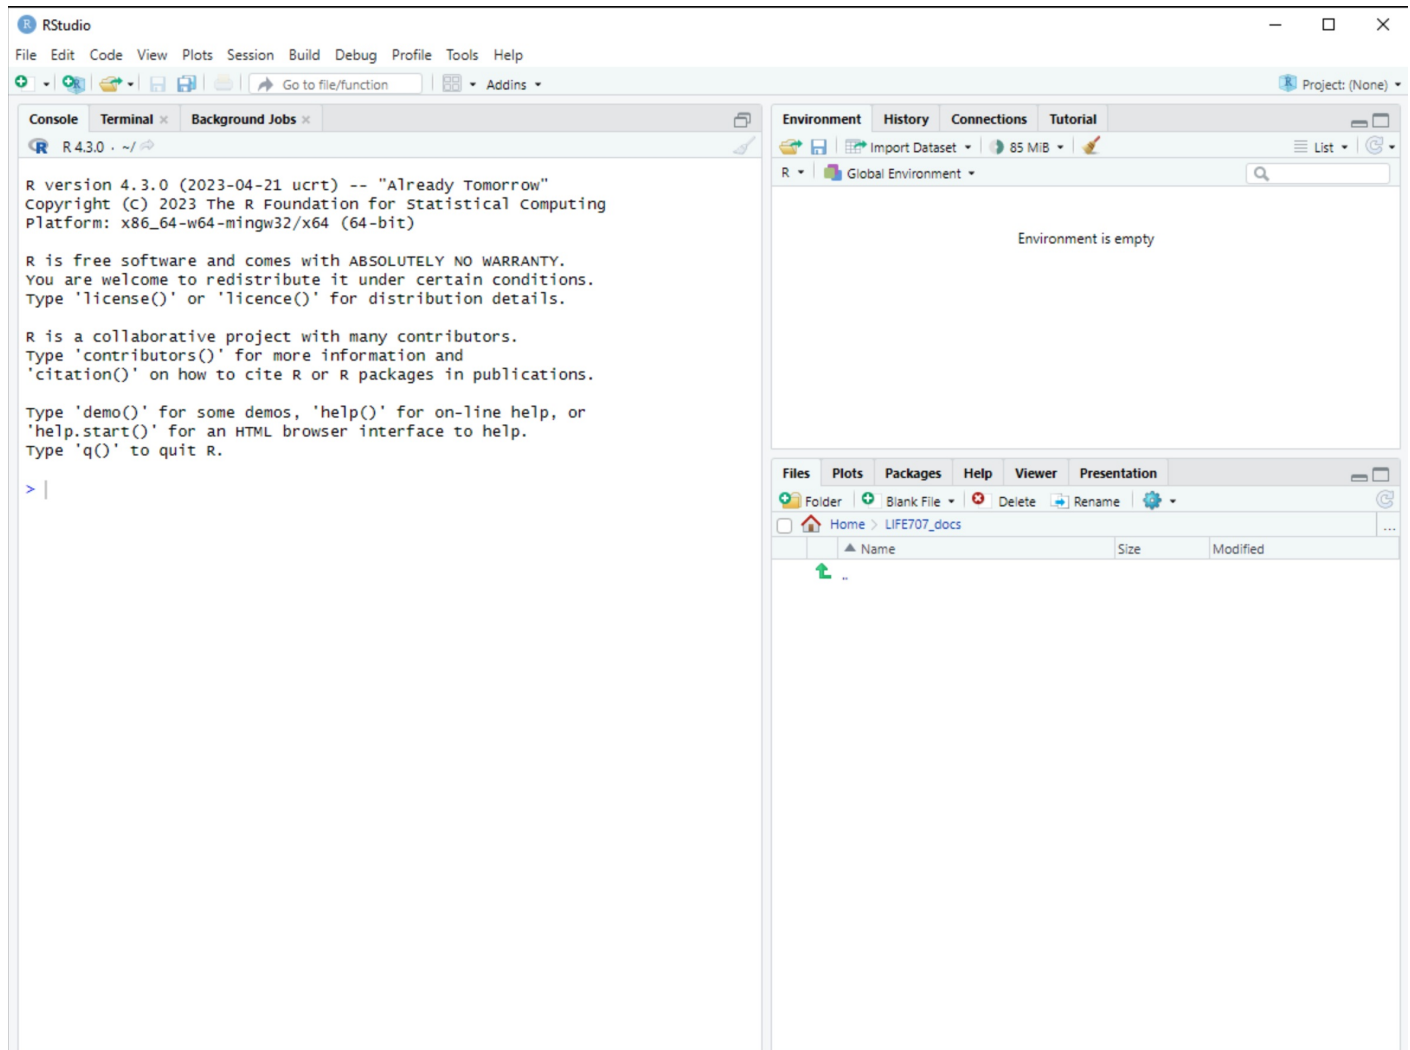 RStudio
File Edit Code View Plots Session Build Debug Profile Tools Help
Go to file/function Addins Project: (None)
Console Terminal Background Jobs
R 4.3.0 · ~/
R version 4.3.0 (2023-04-21 ucrt) -- "Already Tomorrow"
Copyright (C) 2023 The R Foundation for Statistical Computing
Platform: x86_64-w64-mingw32/x64 (64-bit)
R is free software and comes with ABSOLUTELY NO WARRANTY.
You are welcome to redistribute it under certain conditions.
Type 'license()' or 'licence()' for distribution details.
R is a collaborative project with many contributors.
Type 'contributors()' for more information and
'citation()' on how to cite R or R packages in publications.
Type 'demo()' for some demos, 'help()' for on-line help, or
'help.start()' for an HTML browser interface to help.
Type 'q()' to quit R.
>
Environment History Connections Tutorial
Import Dataset 85 MiB List
R Global Environment
Environment is empty
Files Plots Packages Help Viewer Presentation
Folder Blank File Delete Rename
Home > LIFE707_docs ...
Name Size Modified
..